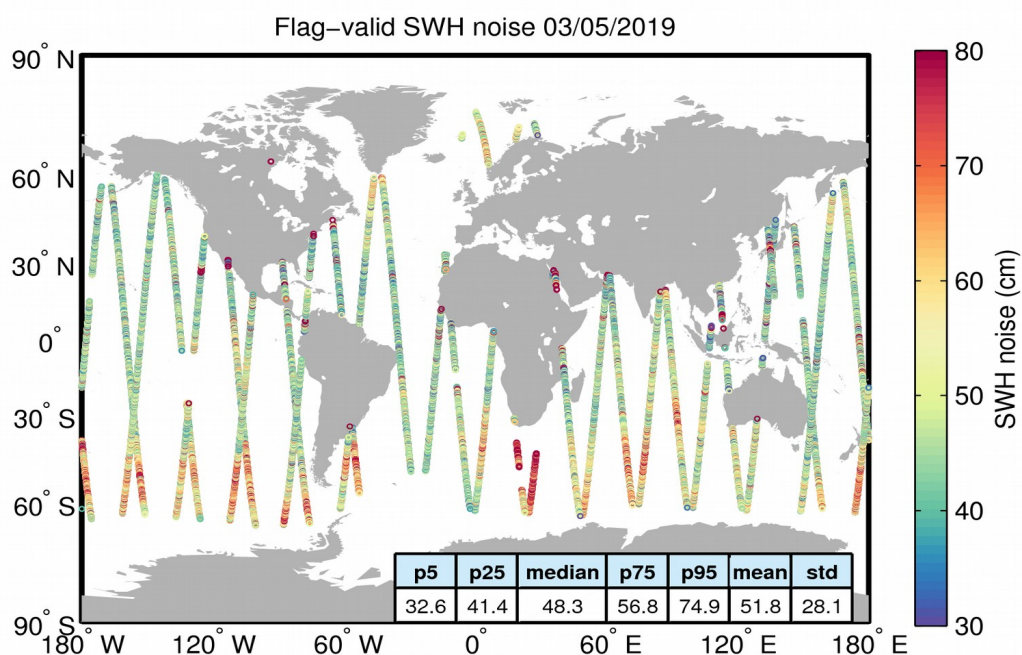 Flag−valid SWH noise 03/05/2019
90° N
60° N
30° N
0°
30° S
60° S
90° S
180° W
120° W
60° W
0°
60° E
120° E
180° E
p5 p25 median p75 p95 mean std
32.6 41.4 48.3 56.8 74.9 51.8 28.1
80
70
60
50
40
30
SWH noise (cm)